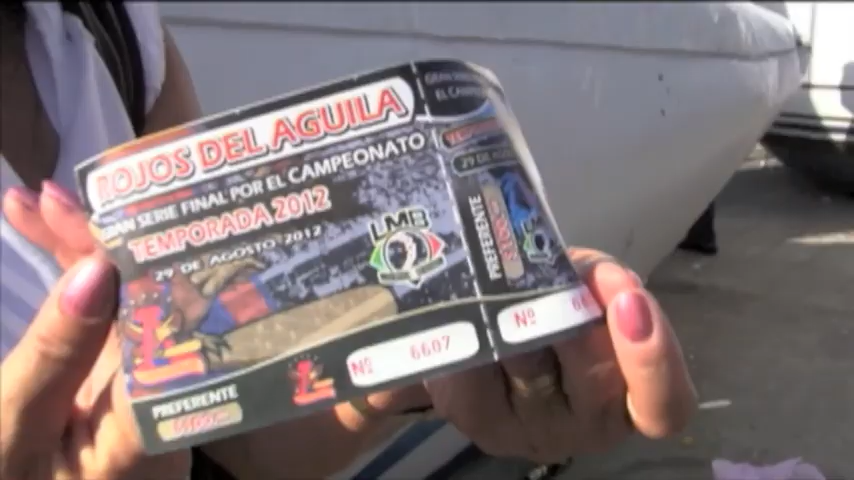 ROJOS DEL AGUILA
GRAN SERIE FINAL POR EL CAMPEONATO
TEMPORADA 2012
29 DE AGOSTO 2012
LMB
PREFERENTE
Nº 6607
EL
29 DE
PREFERENTE
Nº